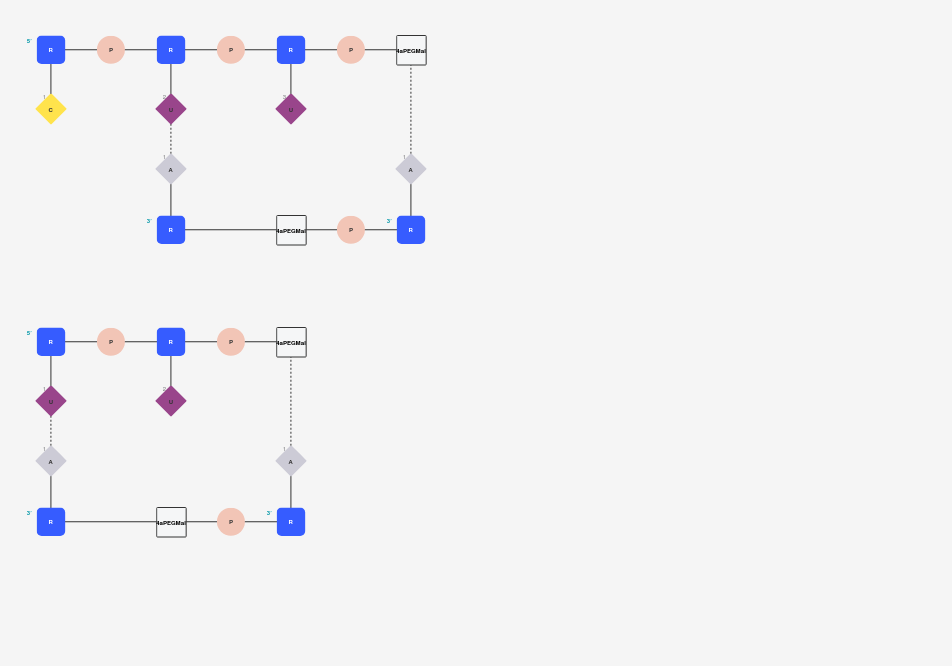 5' R P R P R P 4aPEGMal
1 C 2 U 3 U
1 A 1 A
3' R 4aPEGMal P 3' R
5' R P R P 4aPEGMal
1 U 2 U
1 A 1 A
3' R 4aPEGMal P 3' R